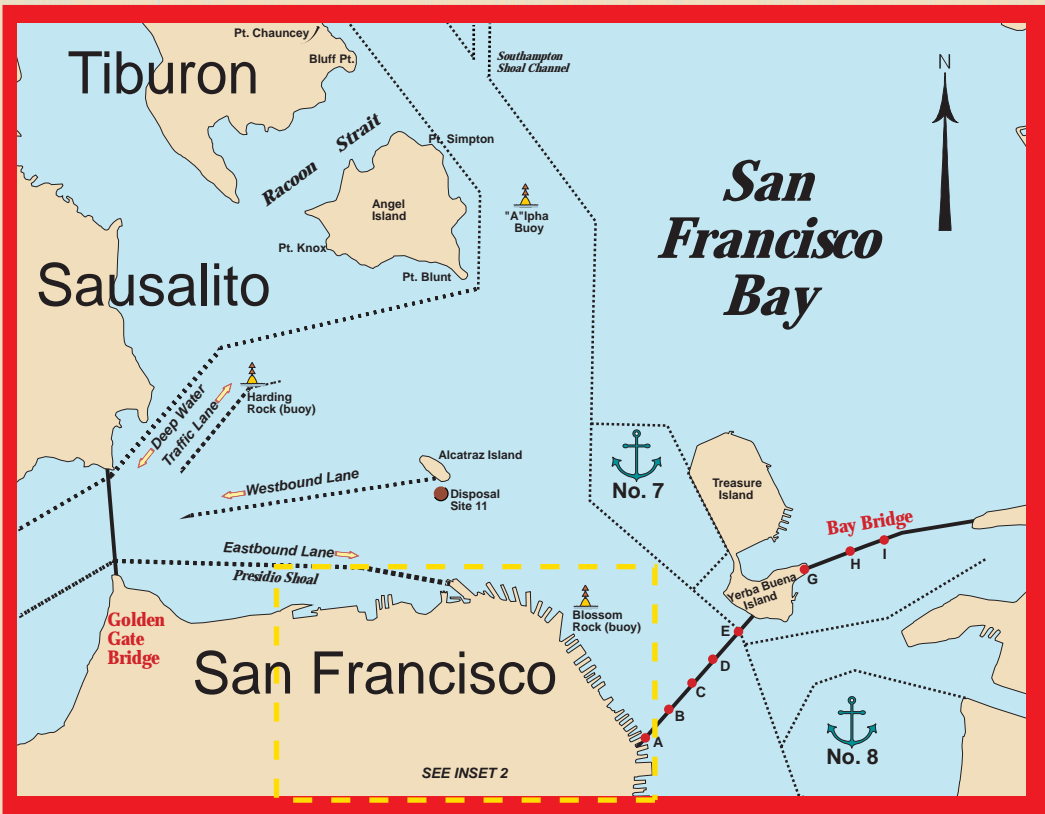 Pt. Chauncey
Bluff Pt.
Tiburon
Southampton
Shoal Channel
N
Racoon Strait
Pt. Simpton
San
Francisco
Bay
Angel
Island
"A"lpha
Buoy
Pt. Knox
Pt. Blunt
Sausalito
Harding
Rock (buoy)
Deep Water
Traffic Lane
Alcatraz Island
Westbound Lane
Disposal
Site 11
No. 7
Treasure
Island
Bay Bridge
I
H
G
Eastbound Lane
Presidio Shoal
Yerba Buena
Island
Blossom
Rock (buoy)
Golden
Gate
Bridge
E
San Francisco
D
C
B
A
No. 8
SEE INSET 2